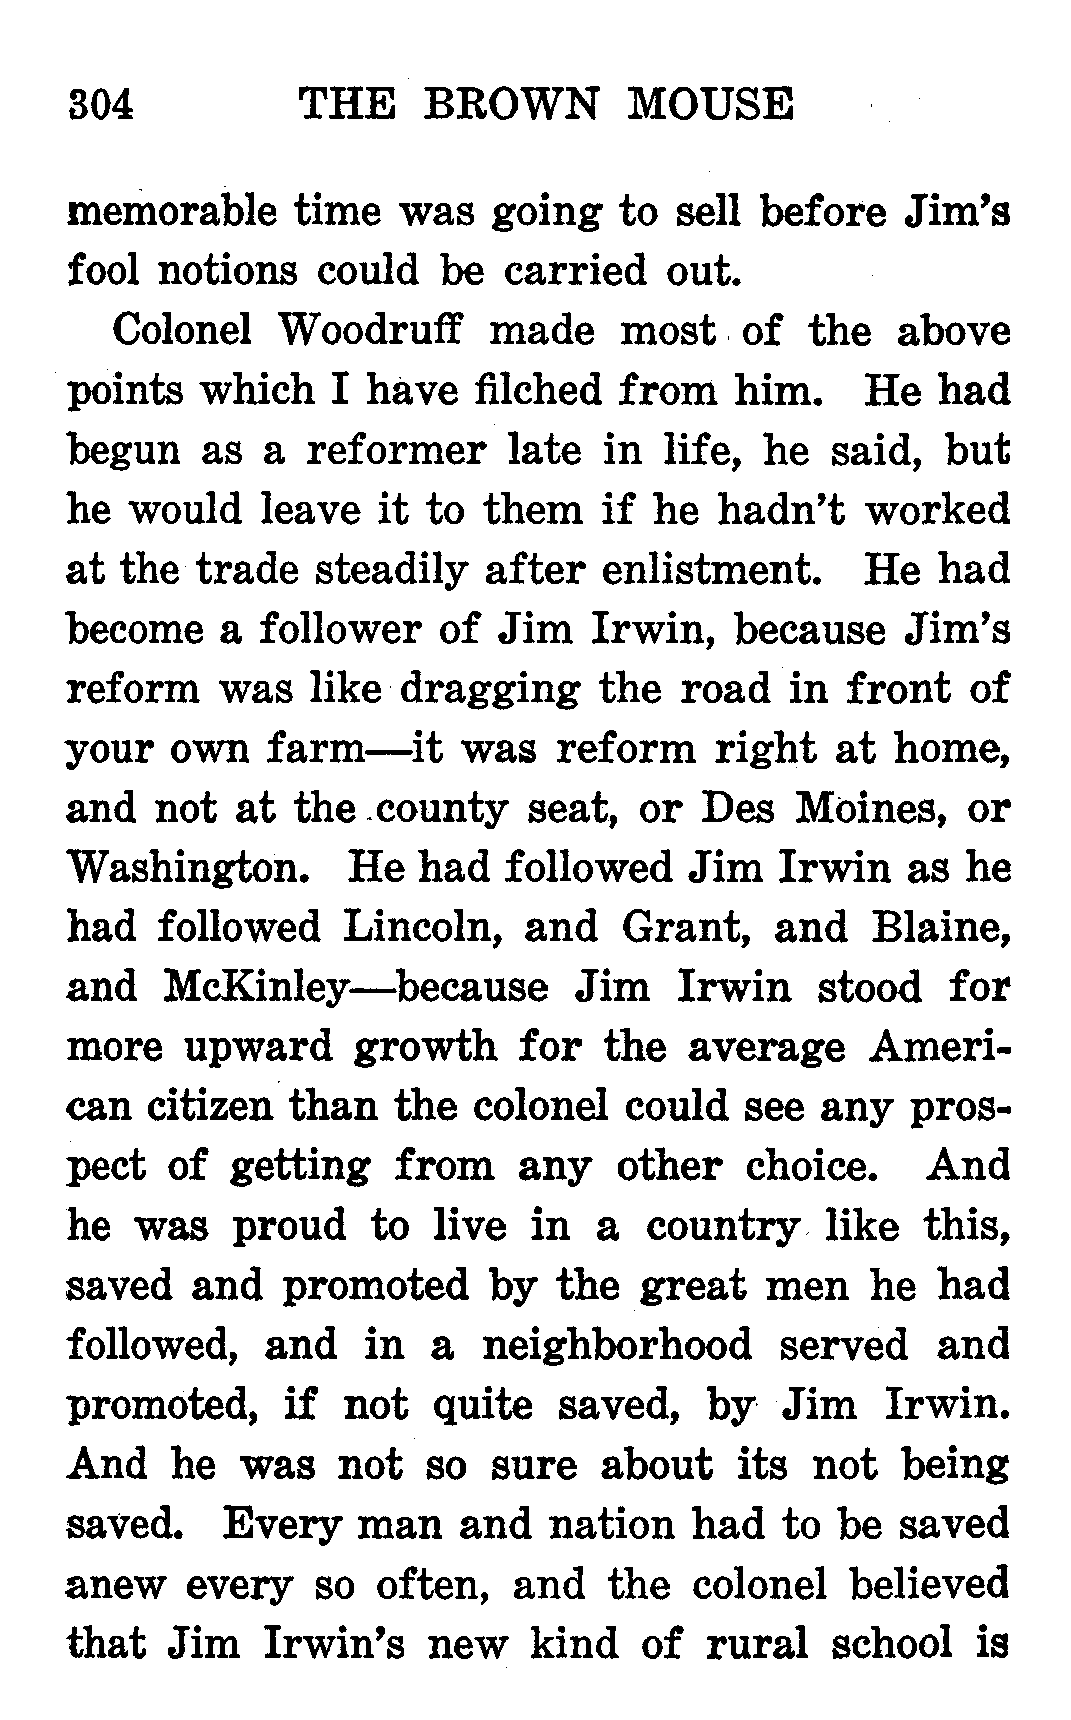 304 THE BROWN MOUSE
memorable time was going to sell before Jim's
fool notions could be carried out.
Colonel Woodruff made most of the above
points which I have filched from him. He had
begun as a reformer late in life, he said, but
he would leave it to them if he hadn't worked
at the trade steadily after enlistment. He had
become a follower of Jim Irwin, because Jim's
reform was like dragging the road in front of
your own farm—it was reform right at home,
and not at the county seat, or Des Moines, or
Washington. He had followed Jim Irwin as he
had followed Lincoln, and Grant, and Blaine,
and McKinley—because Jim Irwin stood for
more upward growth for the average Ameri-
can citizen than the colonel could see any pros-
pect of getting from any other choice. And
he was proud to live in a country like this,
saved and promoted by the great men he had
followed, and in a neighborhood served and
promoted, if not quite saved, by Jim Irwin.
And he was not so sure about its not being
saved. Every man and nation had to be saved
anew every so often, and the colonel believed
that Jim Irwin's new kind of rural school is